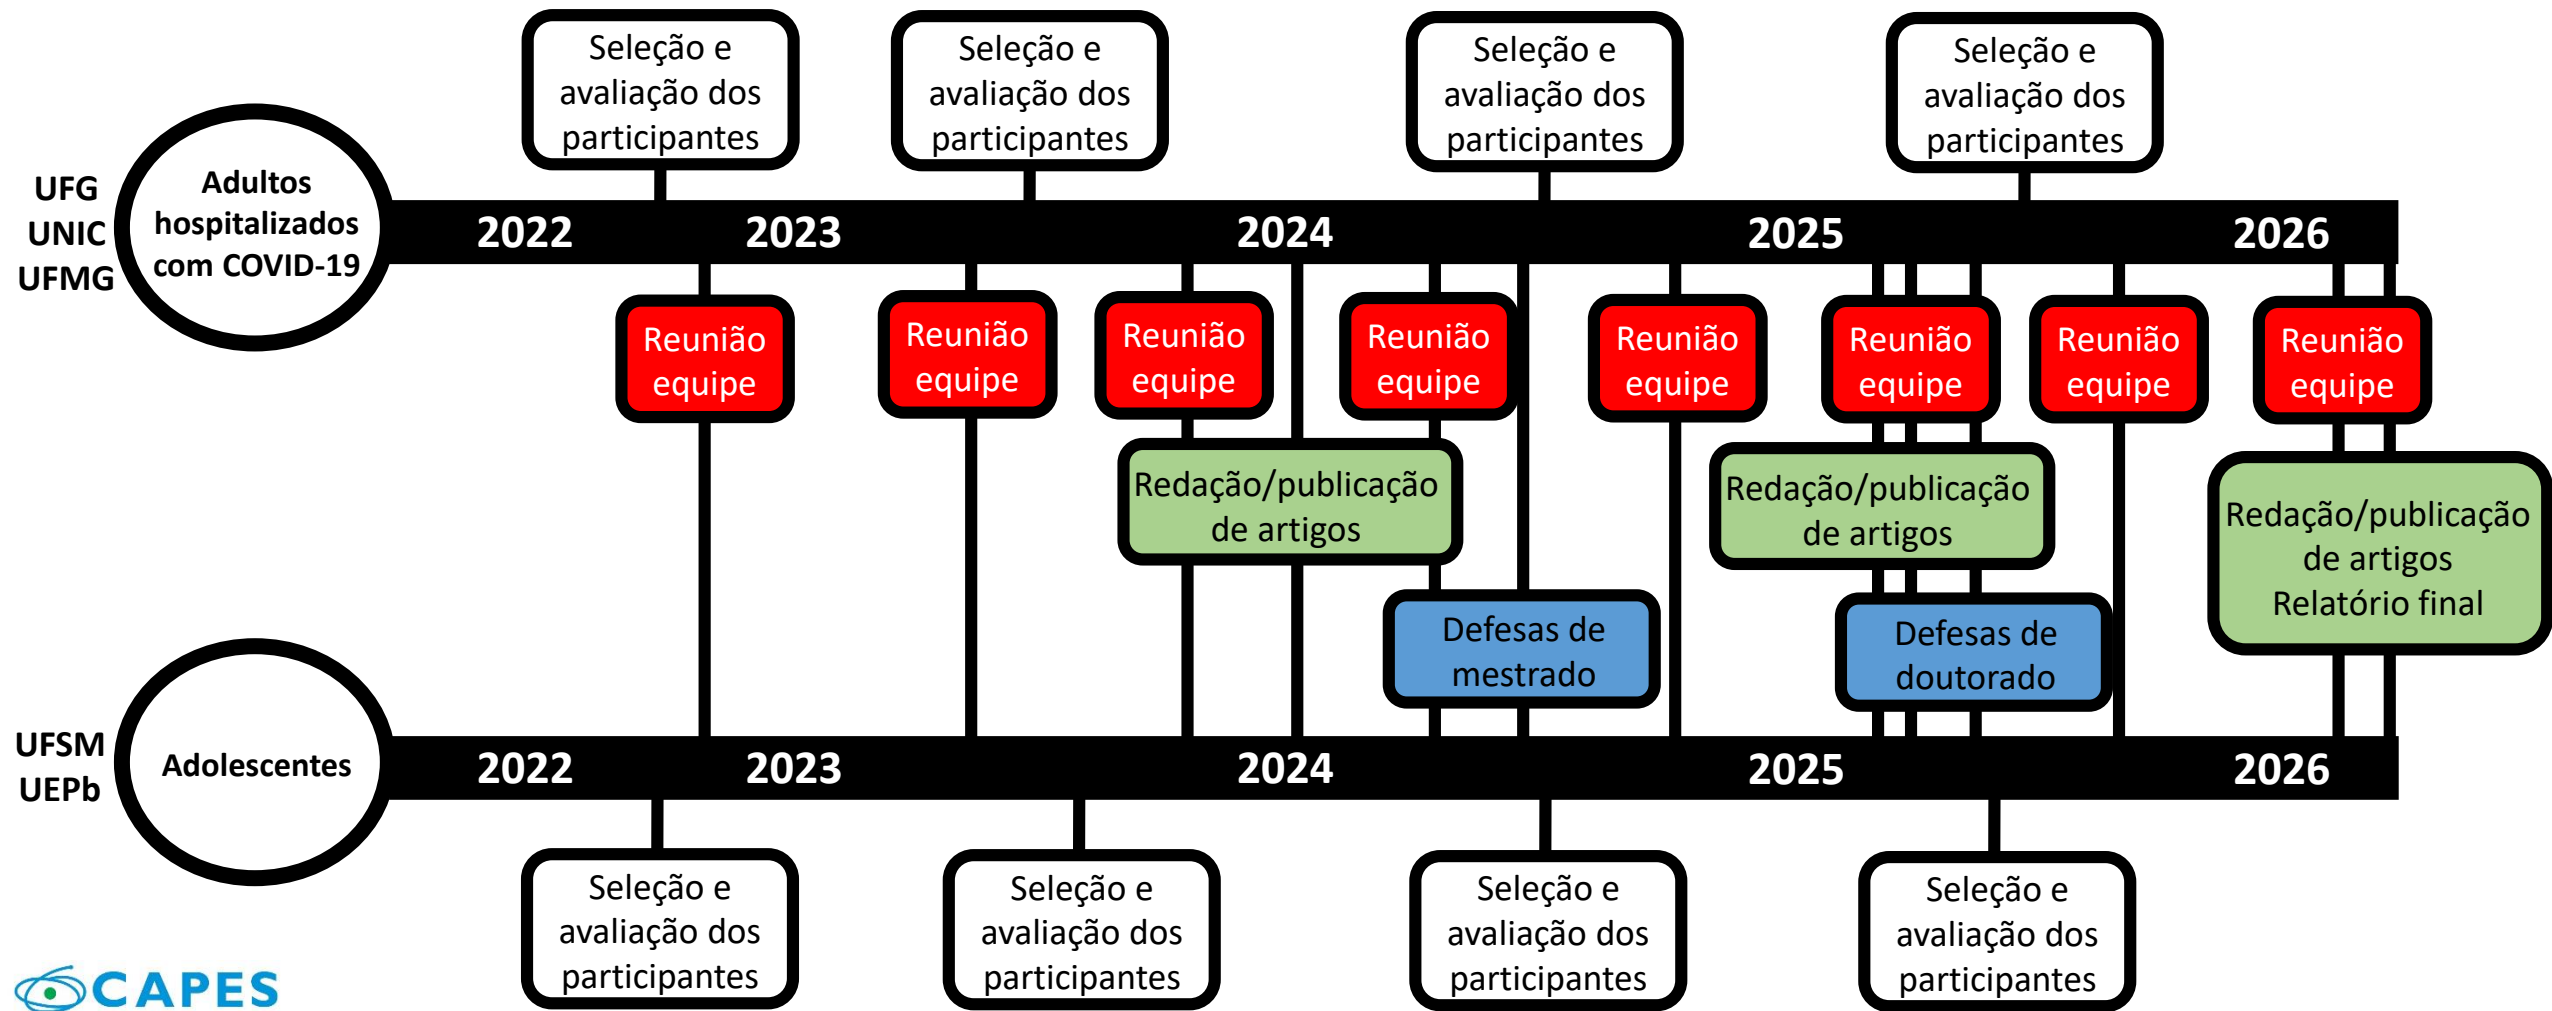 Seleção e
avaliação dos
participantes
Seleção e
avaliação dos
participantes
Seleção e
avaliação dos
participantes
Seleção e
avaliação dos
participantes
UFG
UNIC
UFMG
Adultos
hospitalizados
com COVID-19
2022
2023
2024
2025
2026
Reunião
equipe
Reunião
equipe
Reunião
equipe
Reunião
equipe
Reunião
equipe
Reunião
equipe
Reunião
equipe
Reunião
equipe
Redação/publicação
de artigos
Redação/publicação
de artigos
Redação/publicação
de artigos
Relatório final
Defesas de
mestrado
Defesas de
doutorado
UFSM
UEPb
Adolescentes
2022
2023
2024
2025
2026
Seleção e
avaliação dos
participantes
Seleção e
avaliação dos
participantes
Seleção e
avaliação dos
participantes
Seleção e
avaliação dos
participantes
CAPES